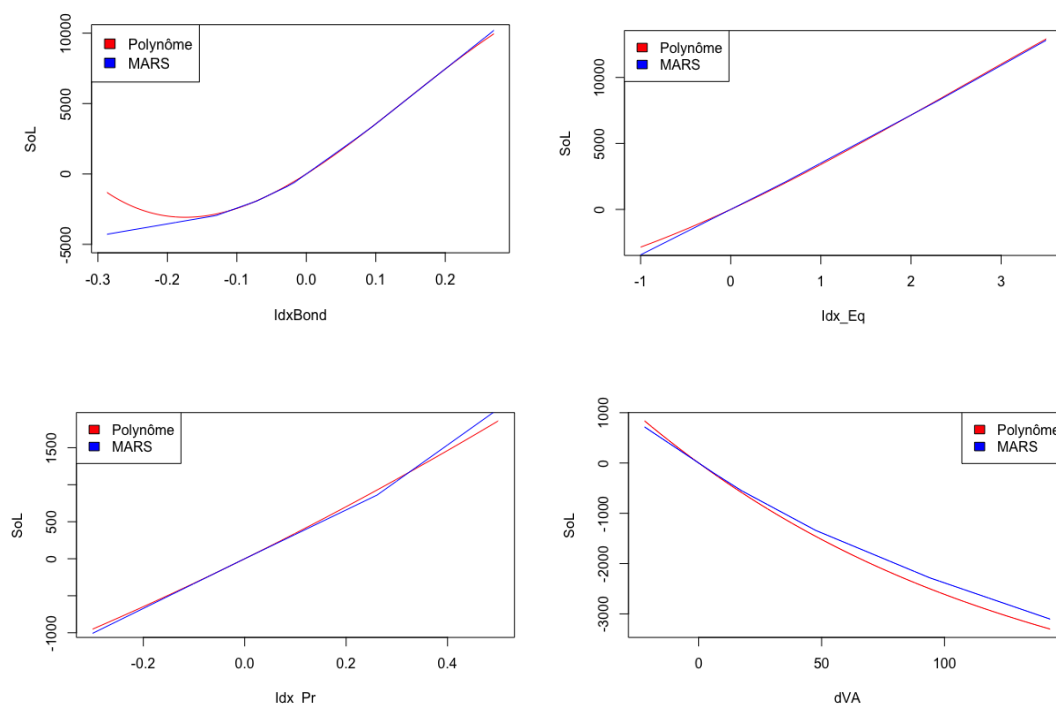 Polynôme
MARS
SoL
10000
5000
0
-5000
-0.3 -0.2 -0.1 0.0 0.1 0.2
IdxBond
Polynôme
MARS
SoL
10000
5000
0
-1 0 1 2 3
Idx_Eq
Polynôme
MARS
SoL
1500
500
0
-1000
-0.2 0.0 0.2 0.4
Idx_Pr
Polynôme
MARS
SoL
1000
0
-1000
-2000
-3000
0 50 100
dVA